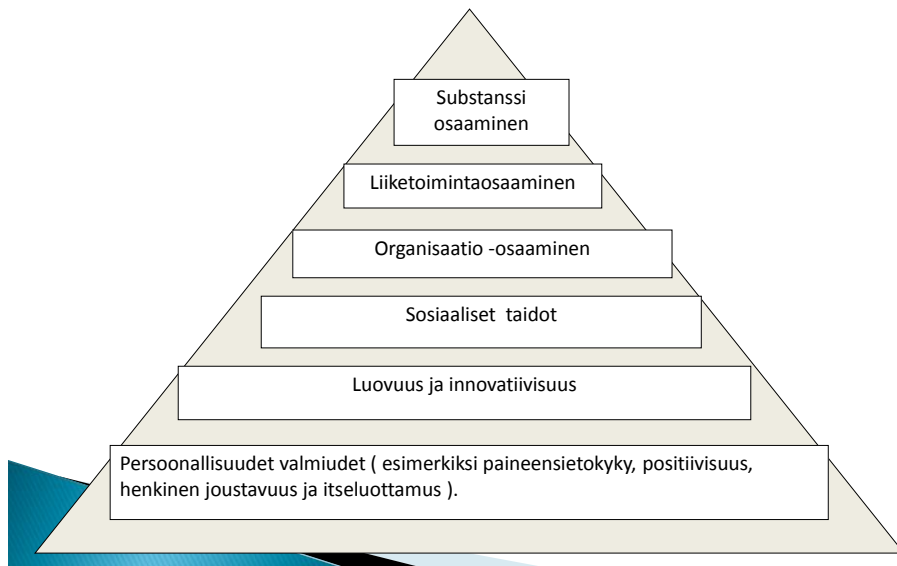 Substanssi
osaaminen
Liiketoimintaosaaminen
Organisaatio -osaaminen
Sosiaaliset  taidot
Luovuus ja innovatiivisuus
Persoonallisuudet valmiudet ( esimerkiksi paineensietokyky, positiivisuus,
henkinen joustavuus ja itseluottamus ).